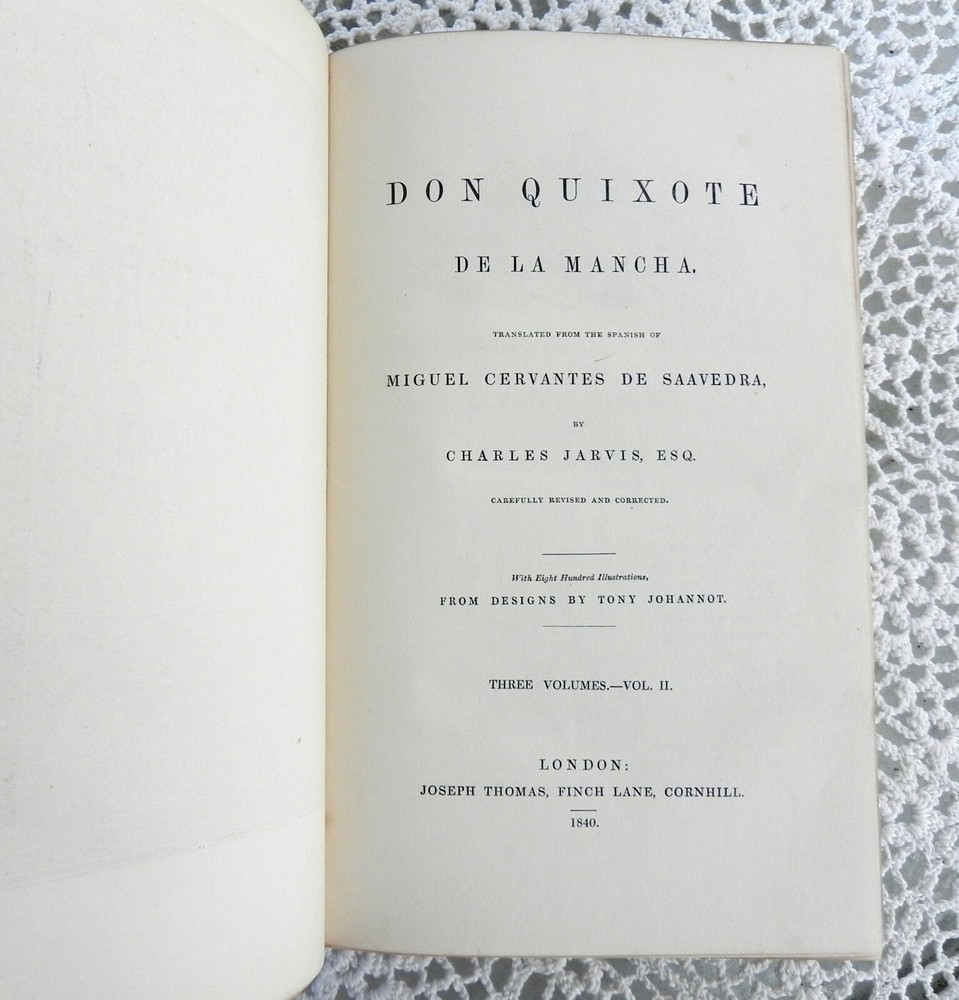 DON QUIXOTE
DE LA MANCHA.
TRANSLATED FROM THE SPANISH OF
MIGUEL CERVANTES DE SAAVEDRA,
BY
CHARLES JARVIS, ESQ.
CAREFULLY REVISED AND CORRECTED.
With Eight Hundred Illustrations,
FROM DESIGNS BY TONY JOHANNOT.
THREE VOLUMES.—VOL. II.
LONDON:
JOSEPH THOMAS, FINCH LANE, CORNHILL.
1840.